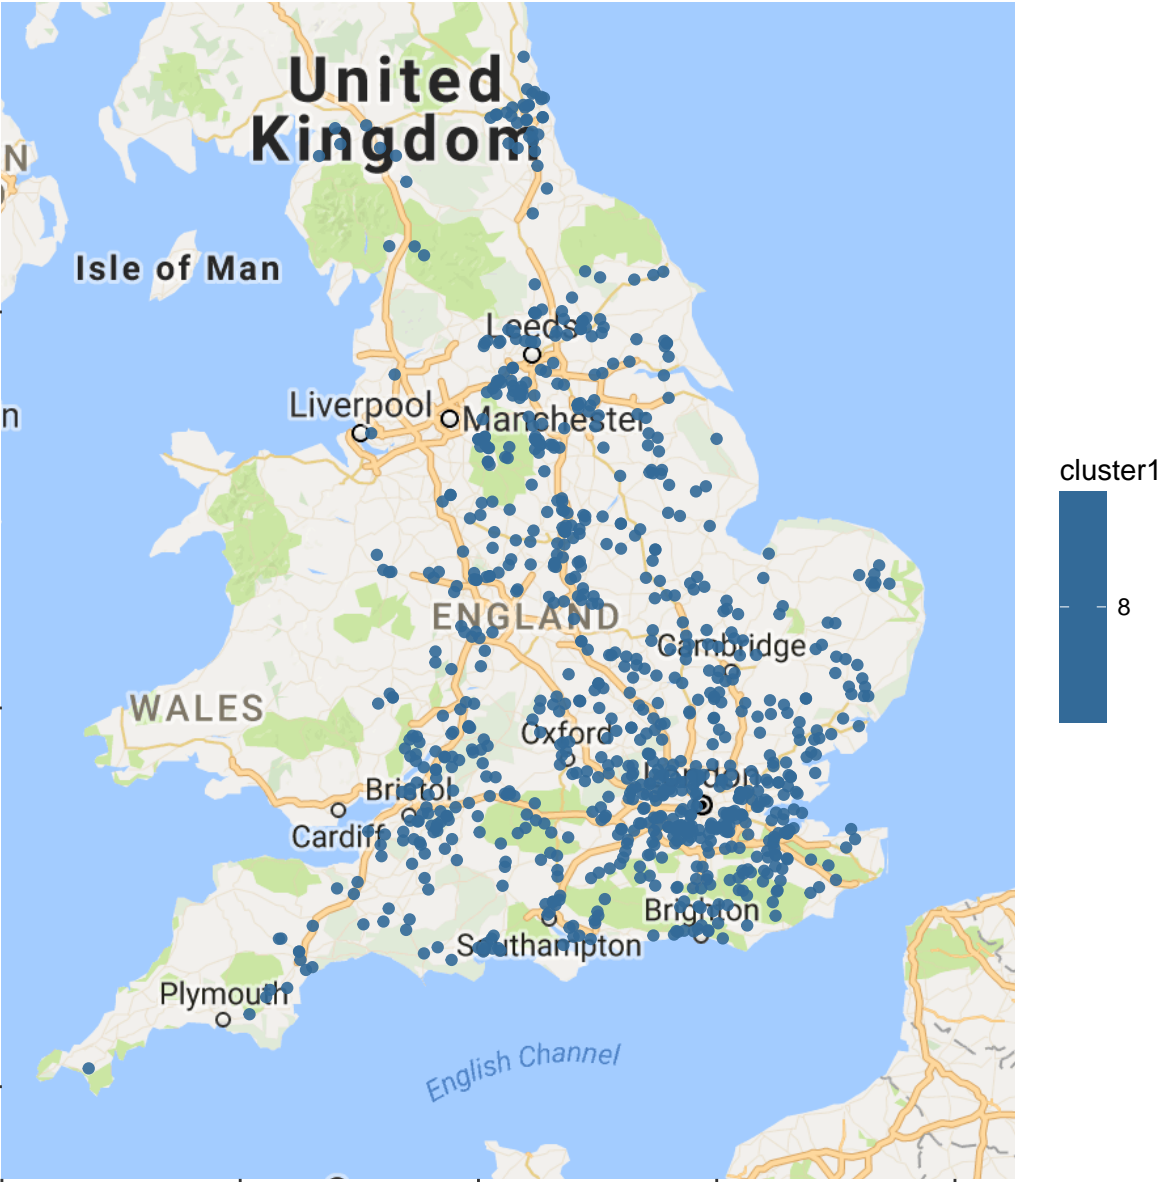 United
Kingdom
N
Isle of Man
Leeds
Liverpool
Manchester
n
cluster1
8
ENGLAND
Cambridge
WALES
Oxford
London
Bristol
Cardiff
Brighton
Southampton
Plymouth
English Channel